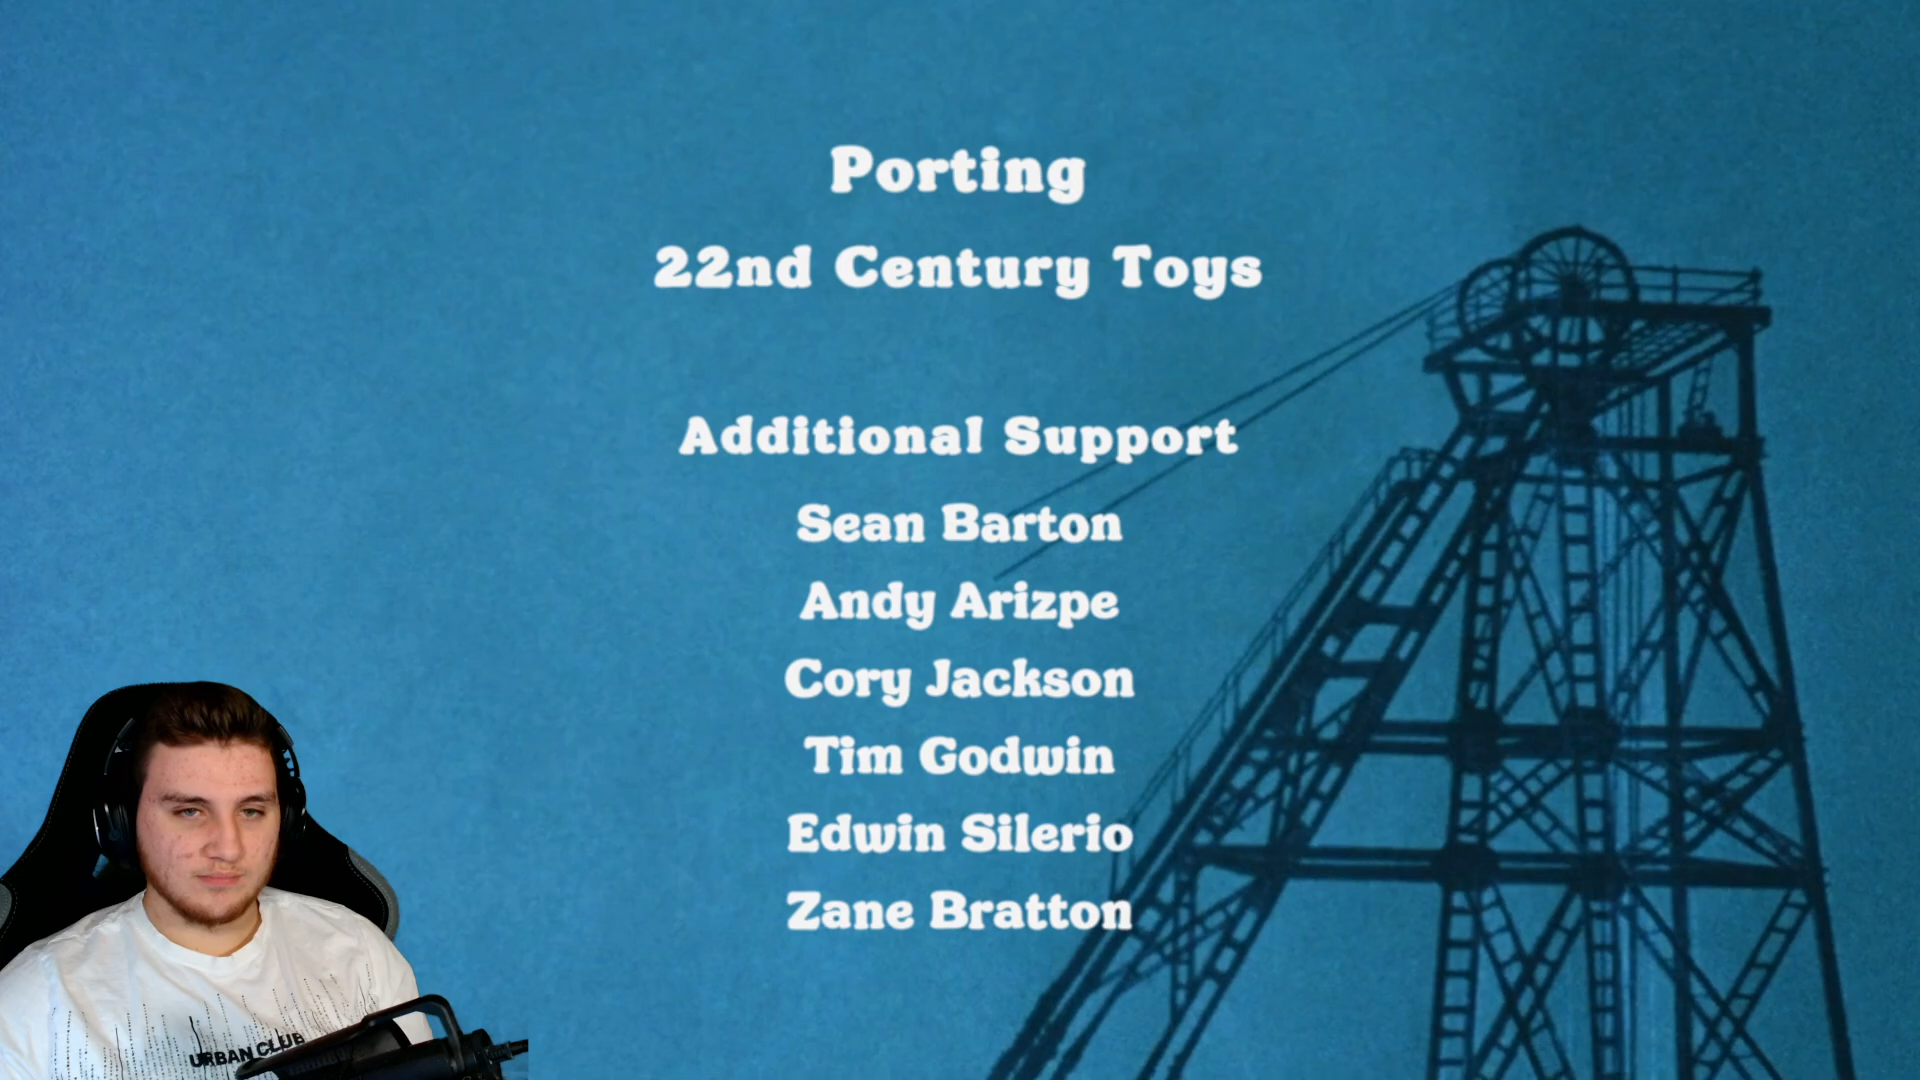 Porting
22nd Century Toys
Additional Support
Sean Barton
Andy Arizpe
Cory Jackson
Tim Godwin
Edwin Silerio
Zane Bratton
URBAN CLUB